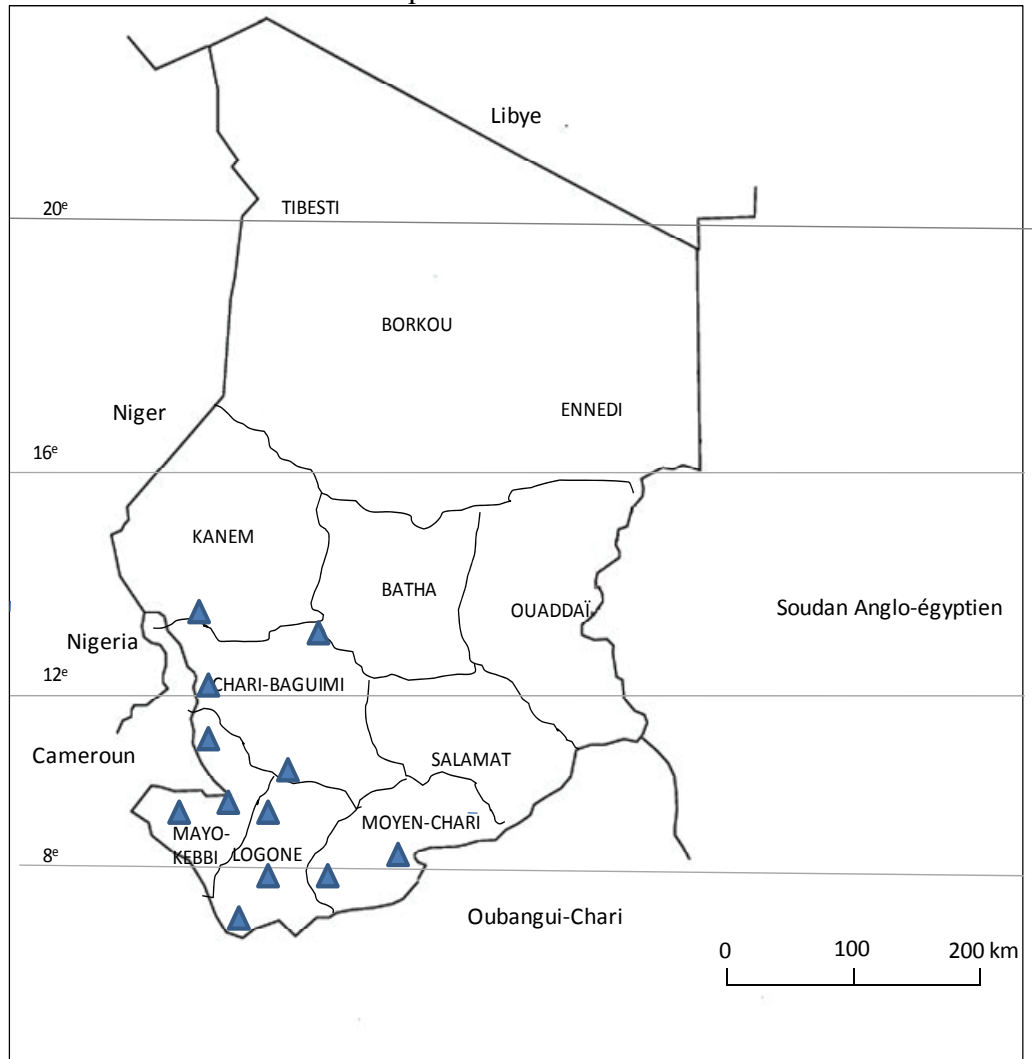 Libye
20e
TIBESTI
BORKOU
Niger
ENNEDI
16e
KANEM
BATHA
OUADDAÏ
Soudan Anglo-égyptien
Nigeria
12e
CHARI-BAGUIMI
Cameroun
SALAMAT
MOYEN-CHARI
MAYO-
KEBBI
LOGONE
8e
Oubangui-Chari
0 100 200 km